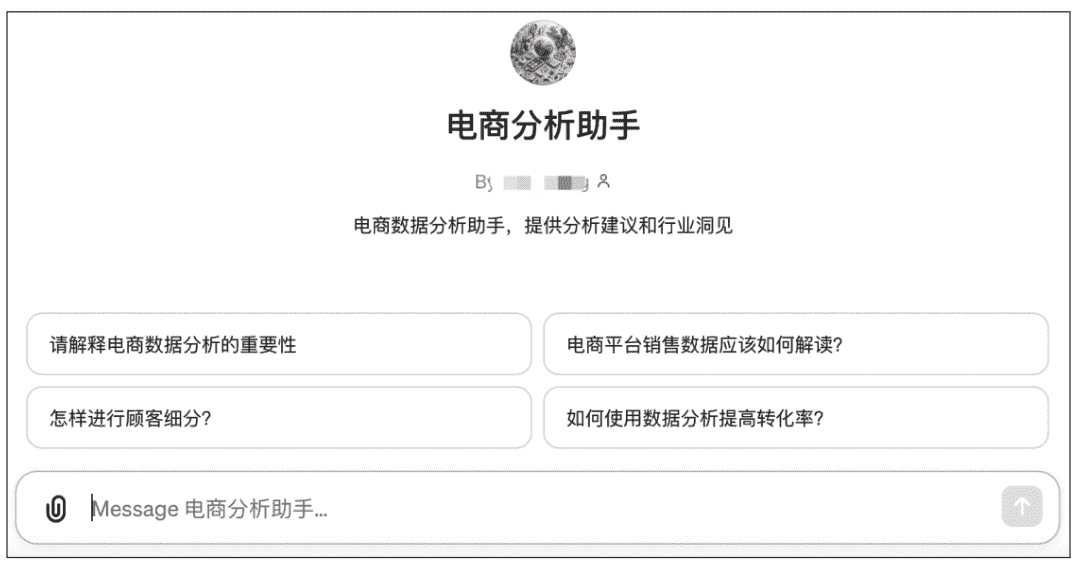 电商分析助手
By
电商数据分析助手，提供分析建议和行业洞见
请解释电商数据分析的重要性
电商平台销售数据应该如何解读?
怎样进行顾客细分?
如何使用数据分析提高转化率?
Message 电商分析助手...